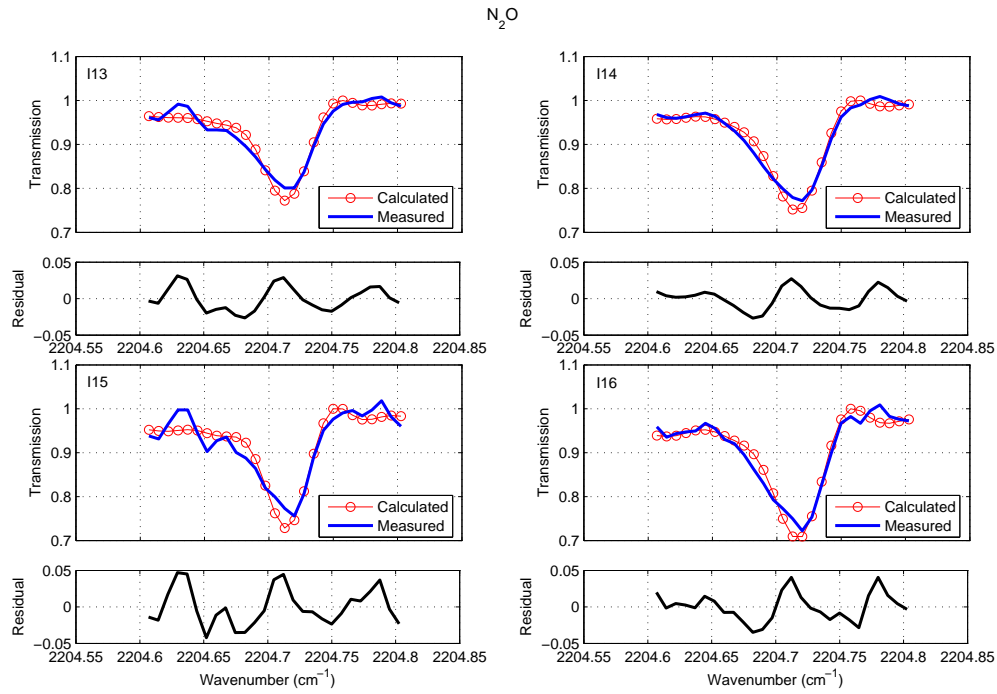 N₂O
I13
1.1
1
0.9
0.8
0.7
Transmission
Calculated
Measured
I14
1.1
1
0.9
0.8
0.7
Transmission
Calculated
Measured
0.05
0
−0.05
Residual
2204.55 2204.6 2204.65 2204.7 2204.75 2204.8 2204.85
0.05
0
−0.05
Residual
2204.55 2204.6 2204.65 2204.7 2204.75 2204.8 2204.85
I15
1.1
1
0.9
0.8
0.7
Transmission
Calculated
Measured
I16
1.1
1
0.9
0.8
0.7
Transmission
Calculated
Measured
0.05
0
−0.05
Residual
2204.55 2204.6 2204.65 2204.7 2204.75 2204.8 2204.85
Wavenumber (cm⁻¹)
0.05
0
−0.05
Residual
2204.55 2204.6 2204.65 2204.7 2204.75 2204.8 2204.85
Wavenumber (cm⁻¹)